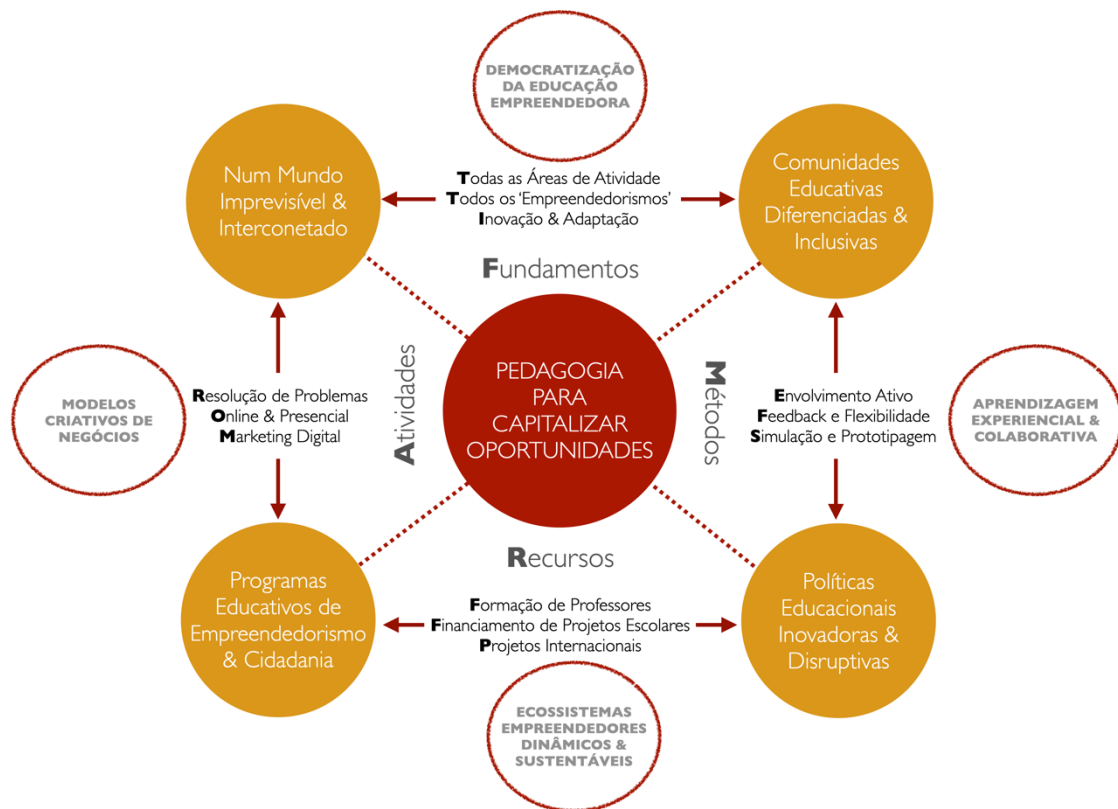 DEMOCRATIZAÇÃO
DA EDUCAÇÃO
EMPREENDEDORA
Num Mundo
Imprevisível &
Interconetado
Todas as Áreas de Atividade
Todos os ‘Empreendedorismos’
Inovação & Adaptação
Comunidades
Educativas
Diferenciadas &
Inclusivas
Fundamentos
MODELOS
CRIATIVOS DE
NEGÓCIOS
Resolução de Problemas
Online & Presencial
Marketing Digital
Atividades
PEDAGOGIA
PARA
CAPITALIZAR
OPORTUNIDADES
Métodos
Envolvimento Ativo
Feedback e Flexibilidade
Simulação e Prototipagem
APRENDIZAGEM
EXPERIENCIAL &
COLABORATIVA
Recursos
Programas
Educativos de
Empreendedorismo
& Cidadania
Formação de Professores
Financiamento de Projetos Escolares
Projetos Internacionais
Políticas
Educacionais
Inovadoras &
Disruptivas
ECOSSISTEMAS
EMPREENDEDORES
DINÂMICOS &
SUSTENTÁVEIS